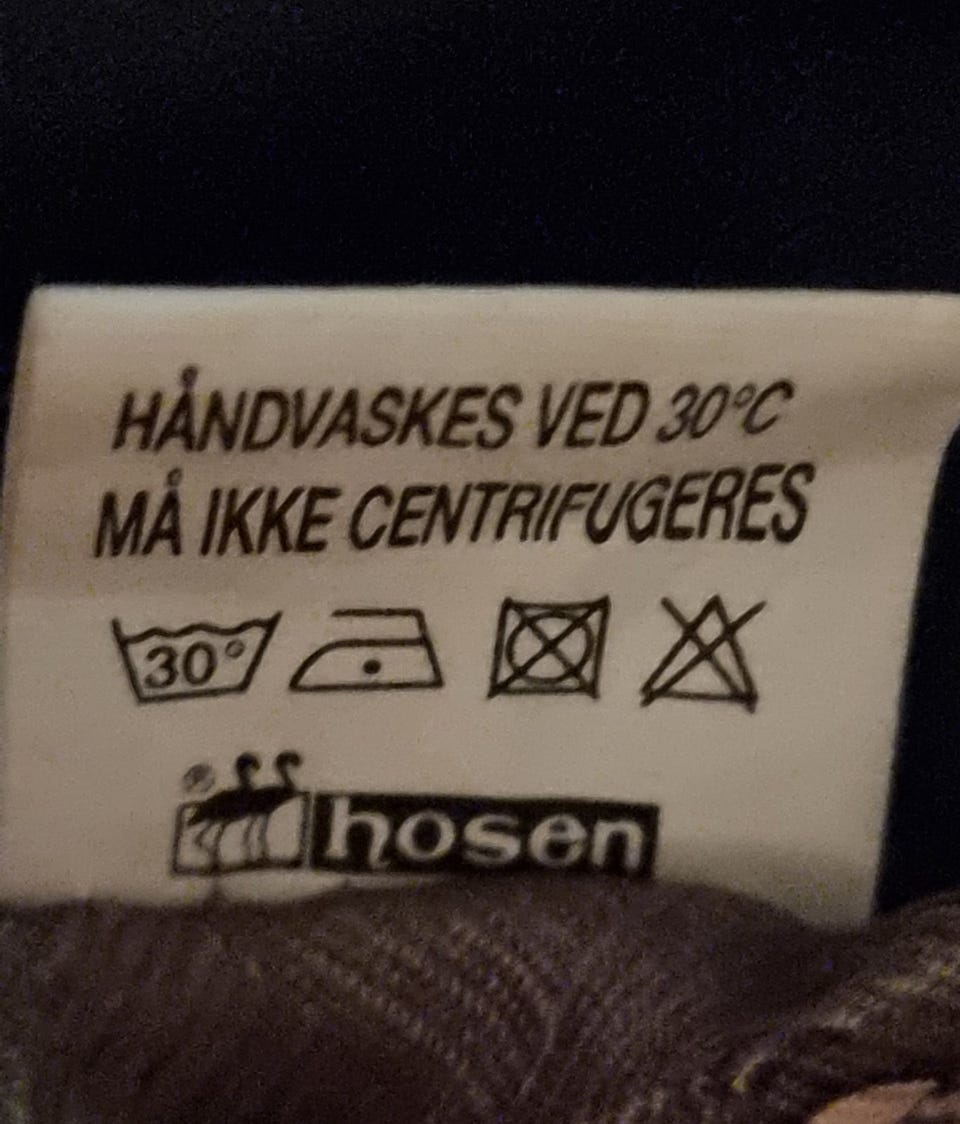 HÅNDVASKES VED 30°C
MÅ IKKE CENTRIFUGERES
30°
® hosen